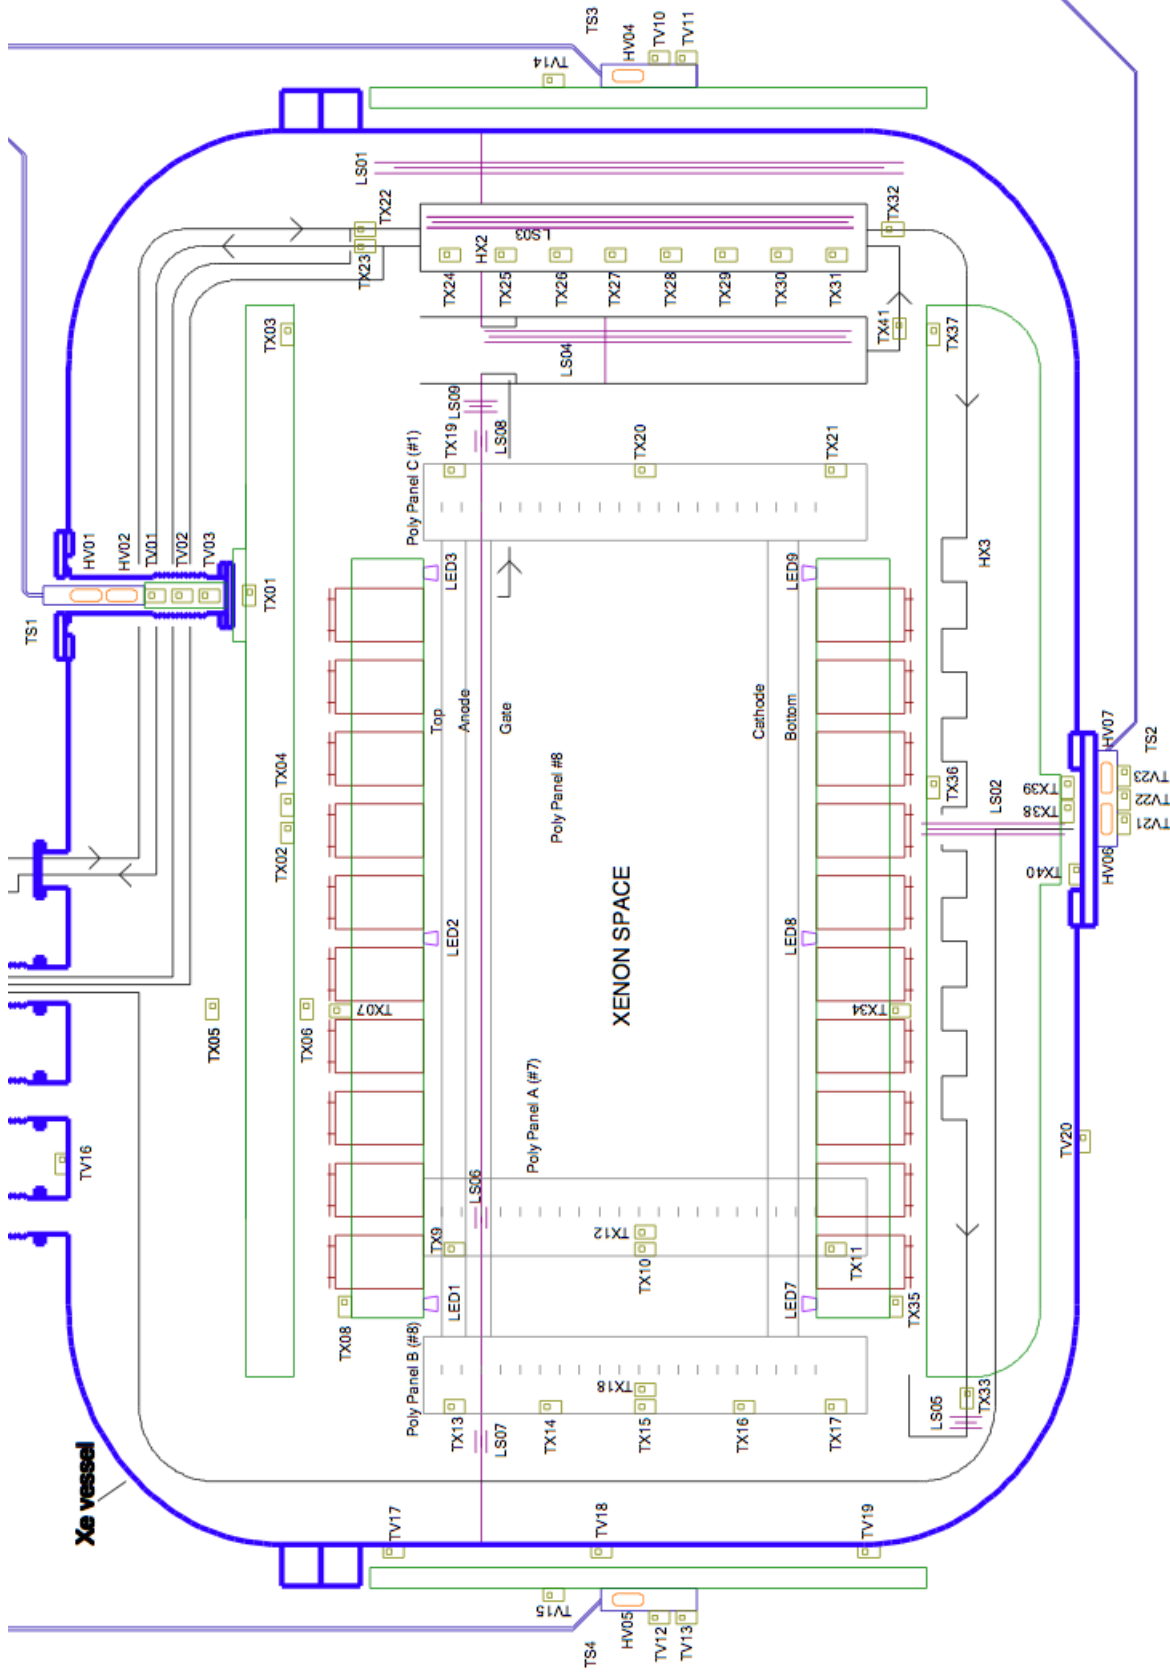 TS3
HV04
TV10
TV11
TV14
LS01
TX22
TX32
TX23
LS03
HX2
TX24
TX25
TX26
TX27
TX28
TX29
TX30
TX31
TX03
TX41
TX37
LS04
LS09
LS08
Poly Panel C (#1)
TX19
TX20
TX21
HV01
HV02
TV01
TV02
TV03
TS1
TX01
LED3
LED9
HX3
Top
Anode
Gate
Cathode
Bottom
Poly Panel #8
TX04
TX02
TX36
LS02
TX39
TX38
TX40
HV07
HV06
TS2
TV23
TV22
TV21
XENON SPACE
LED2
LED8
TX05
TX06
TX07
TX34
Poly Panel A (#7)
TV16
TV20
LS06
TX9
TX12
TX10
TX11
LED1
LED7
TX08
TX35
Poly Panel B (#8)
TX18
TX13
LS07
TX14
TX15
TX16
TX17
LS05
TX33
Xe vessel
TV17
TV18
TV19
TV15
TS4
HV05
TV12
TV13